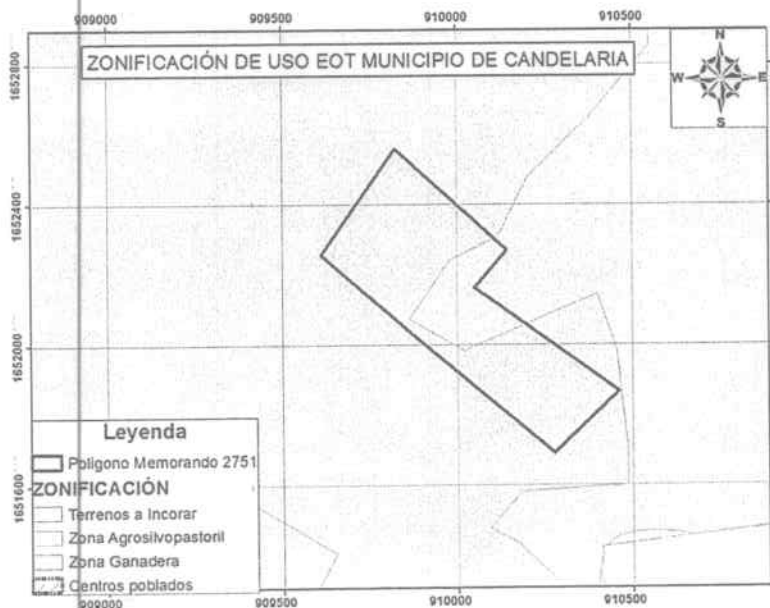 909000 909500 910000 910500
ZONIFICACIÓN DE USO EOT MUNICIPIO DE CANDELARIA
N
W E
S
1652800
1652400
1652000
1651600
Leyenda
Poligono Memorando 2751
ZONIFICACIÓN
Terrenos a Incorar
Zona Agrosilvopastoril
Zona Ganadera
Centros poblados
909000 909500 910000 910500